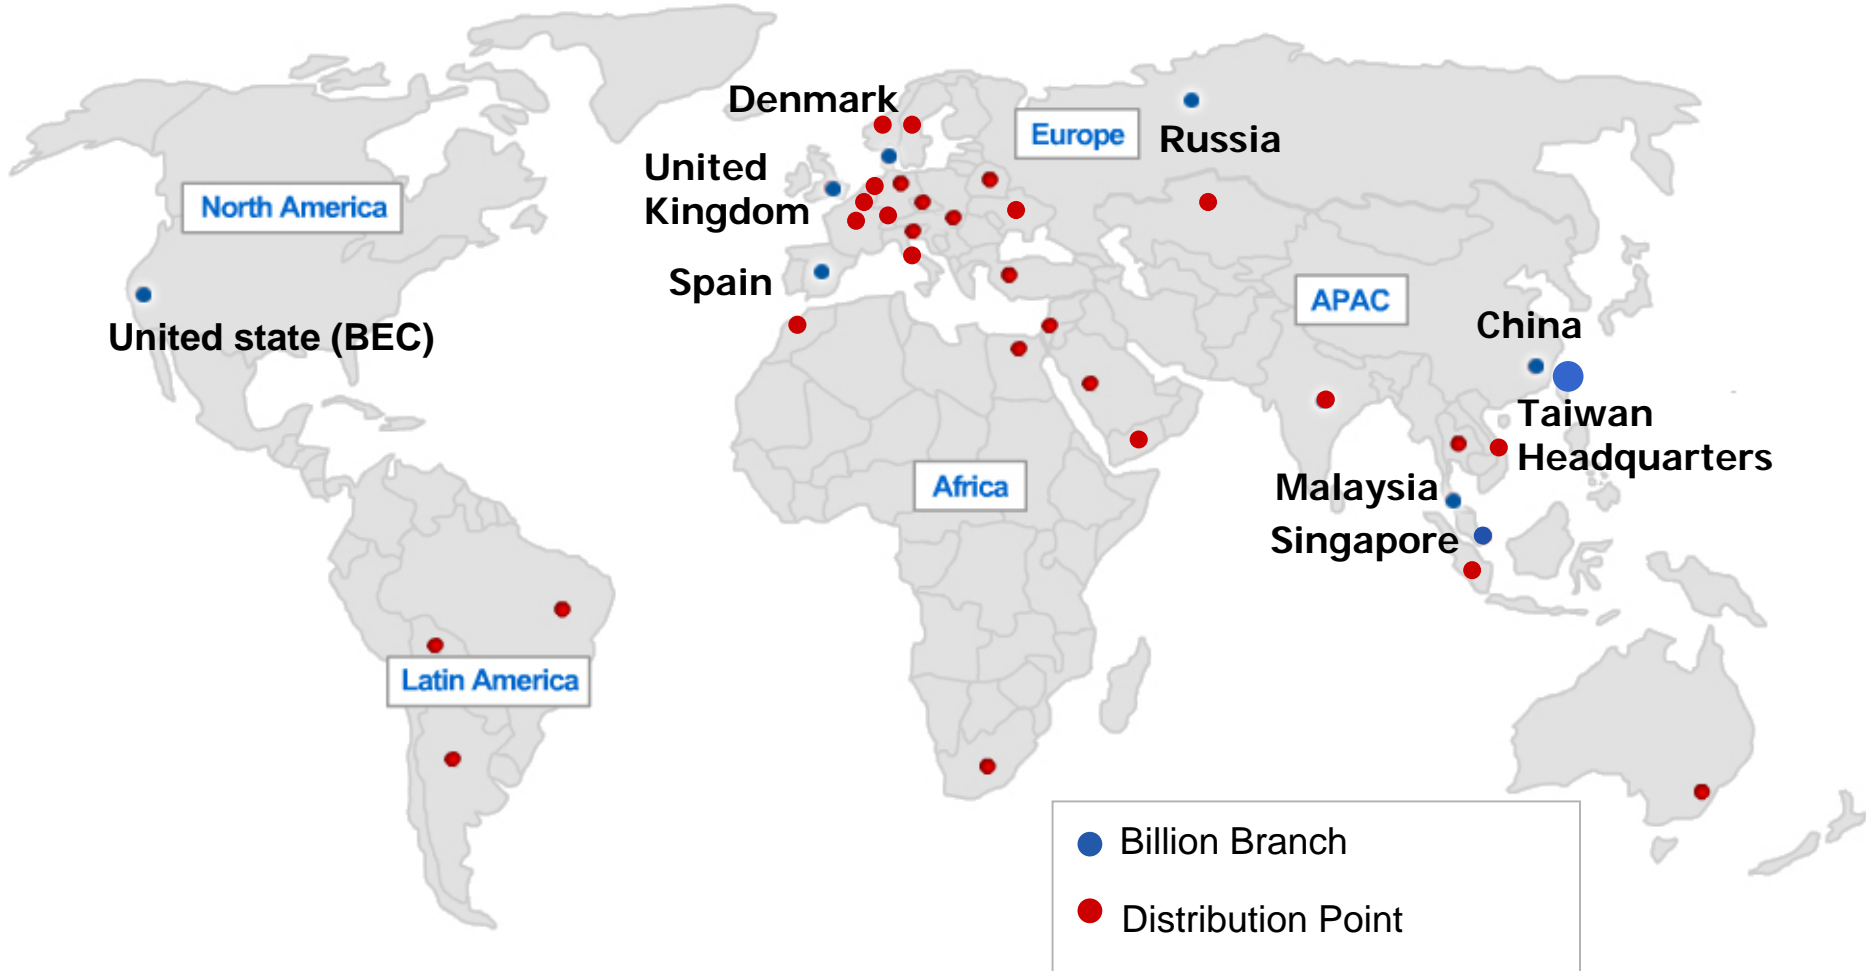 Denmark
Europe
Russia
United
Kingdom
North America
Spain
APAC
China
United state (BEC)
Taiwan
Headquarters
Africa
Malaysia
Singapore
Latin America
Billion Branch
Distribution Point